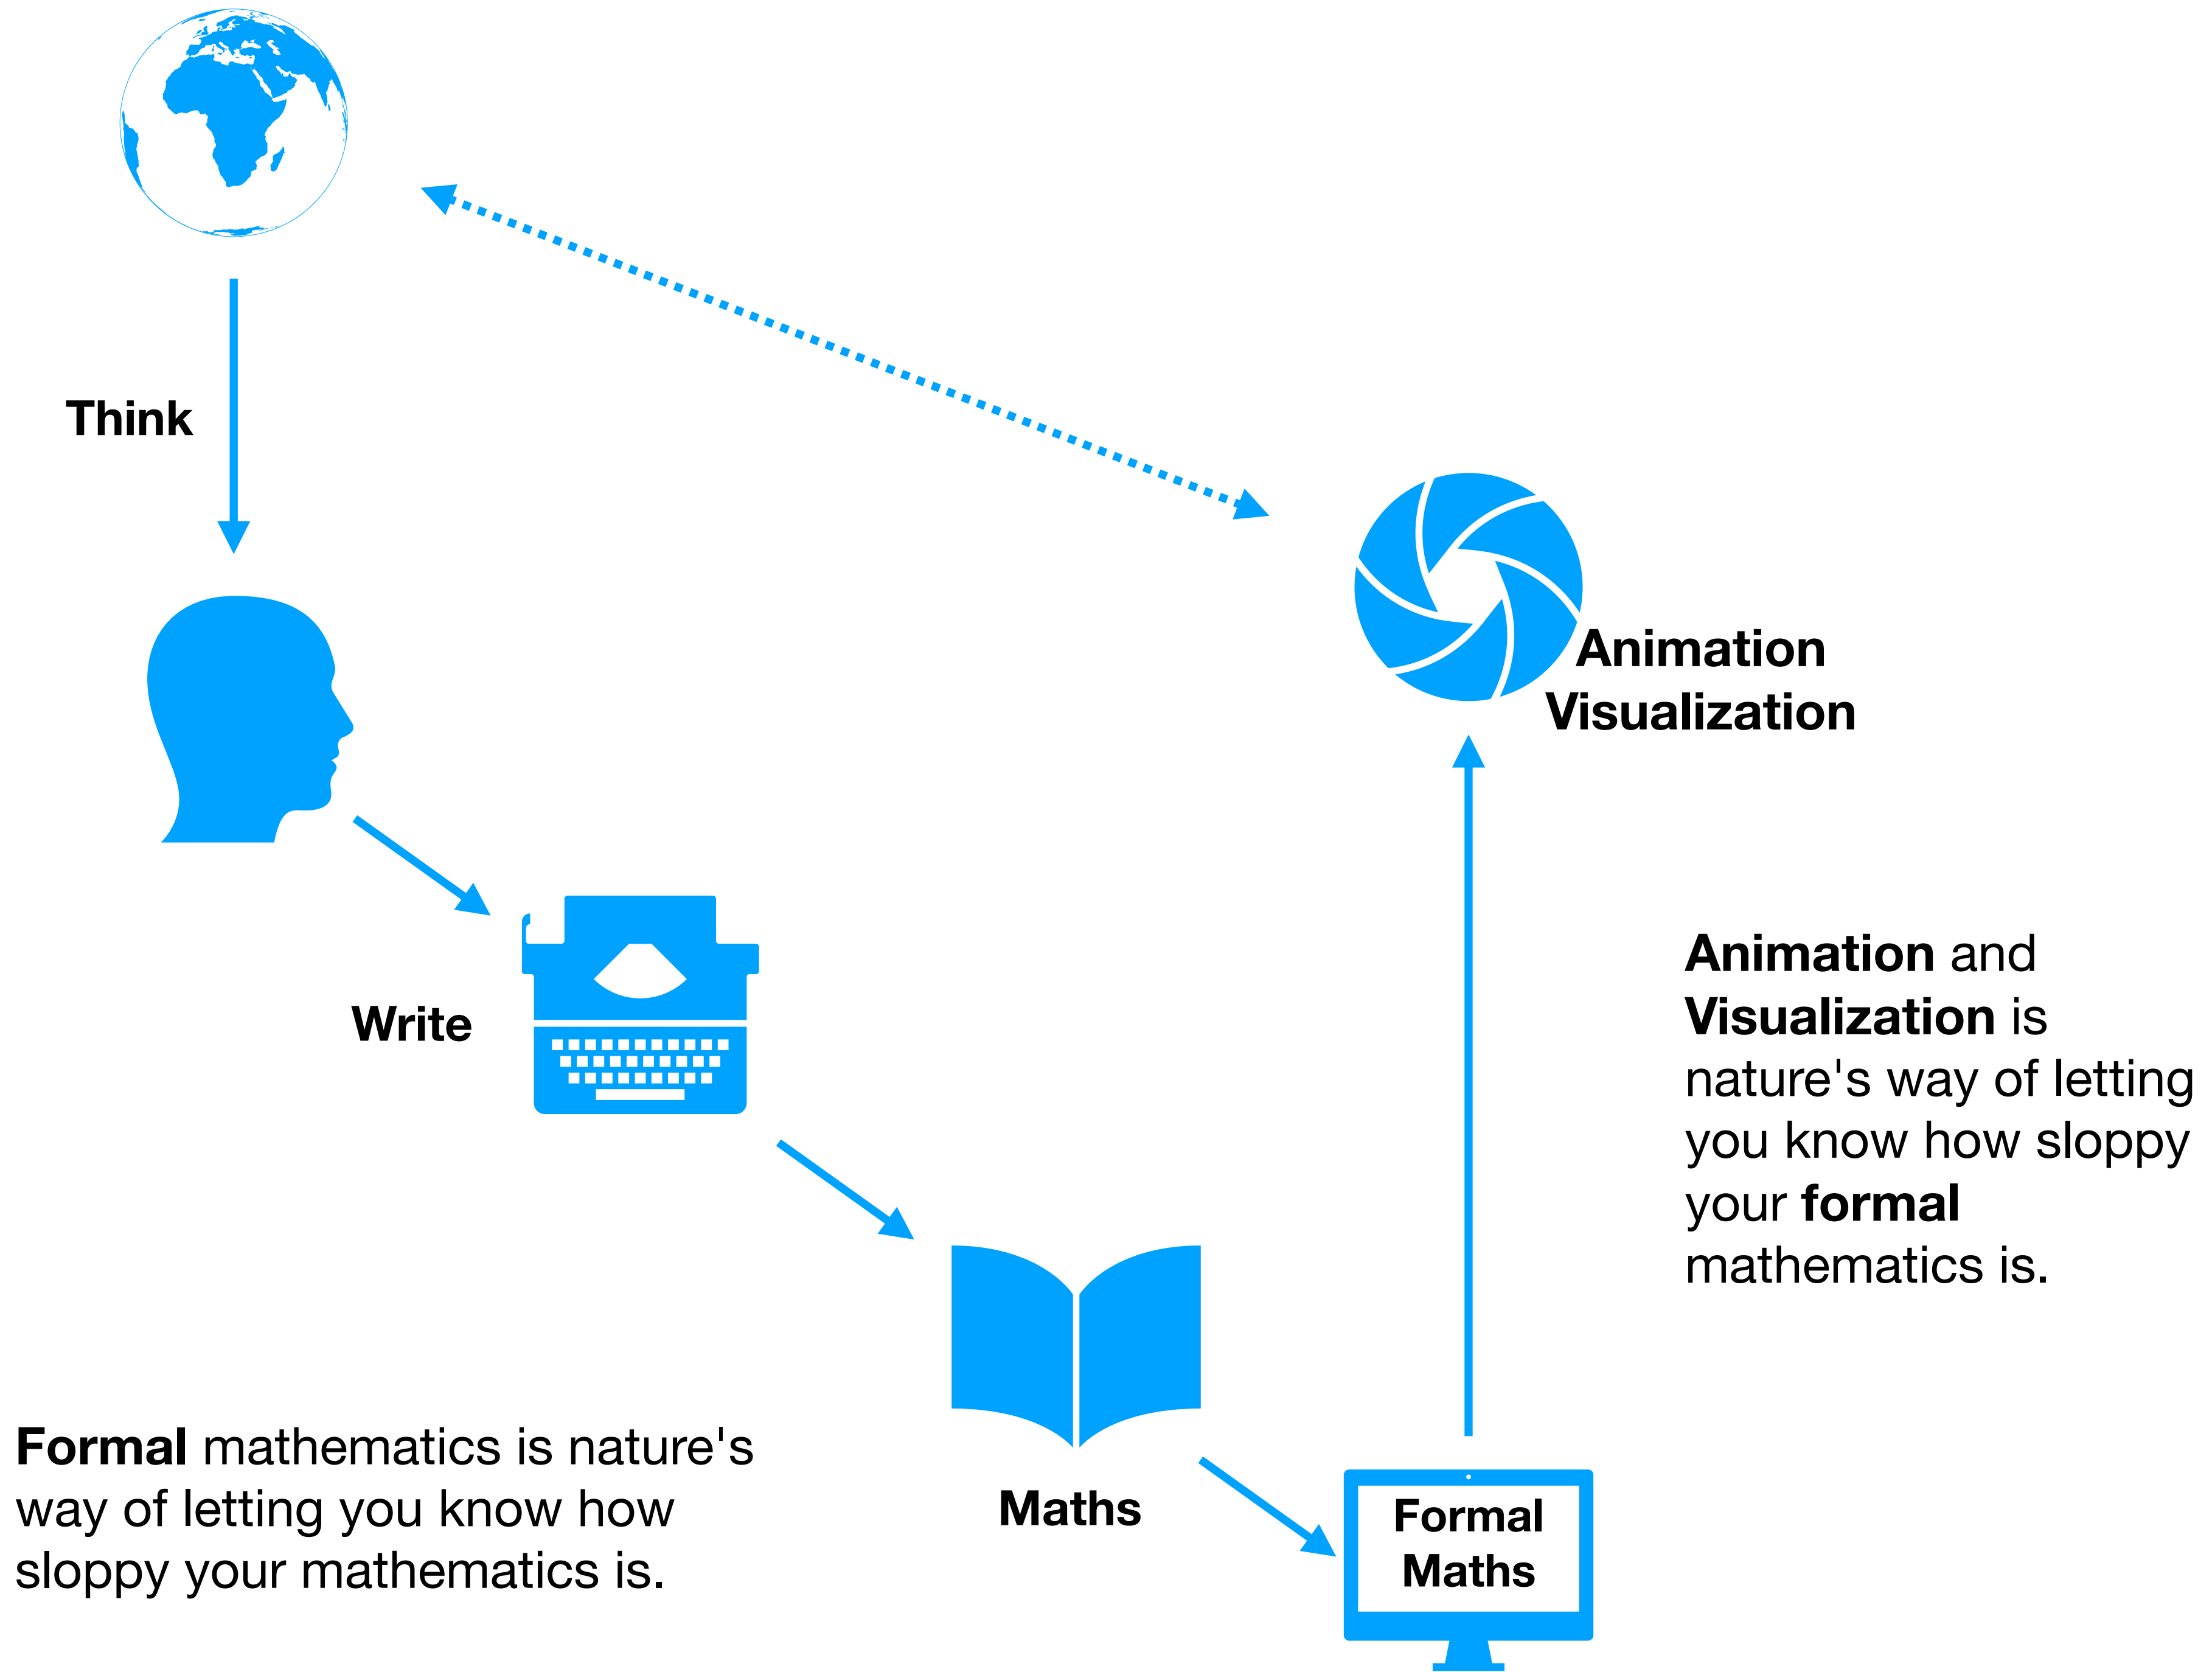 Think
Animation
Visualization
Write
Animation and
Visualization is
nature's way of letting
you know how sloppy
your formal
mathematics is.
Formal mathematics is nature's
way of letting you know how
sloppy your mathematics is.
Maths
Formal
Maths